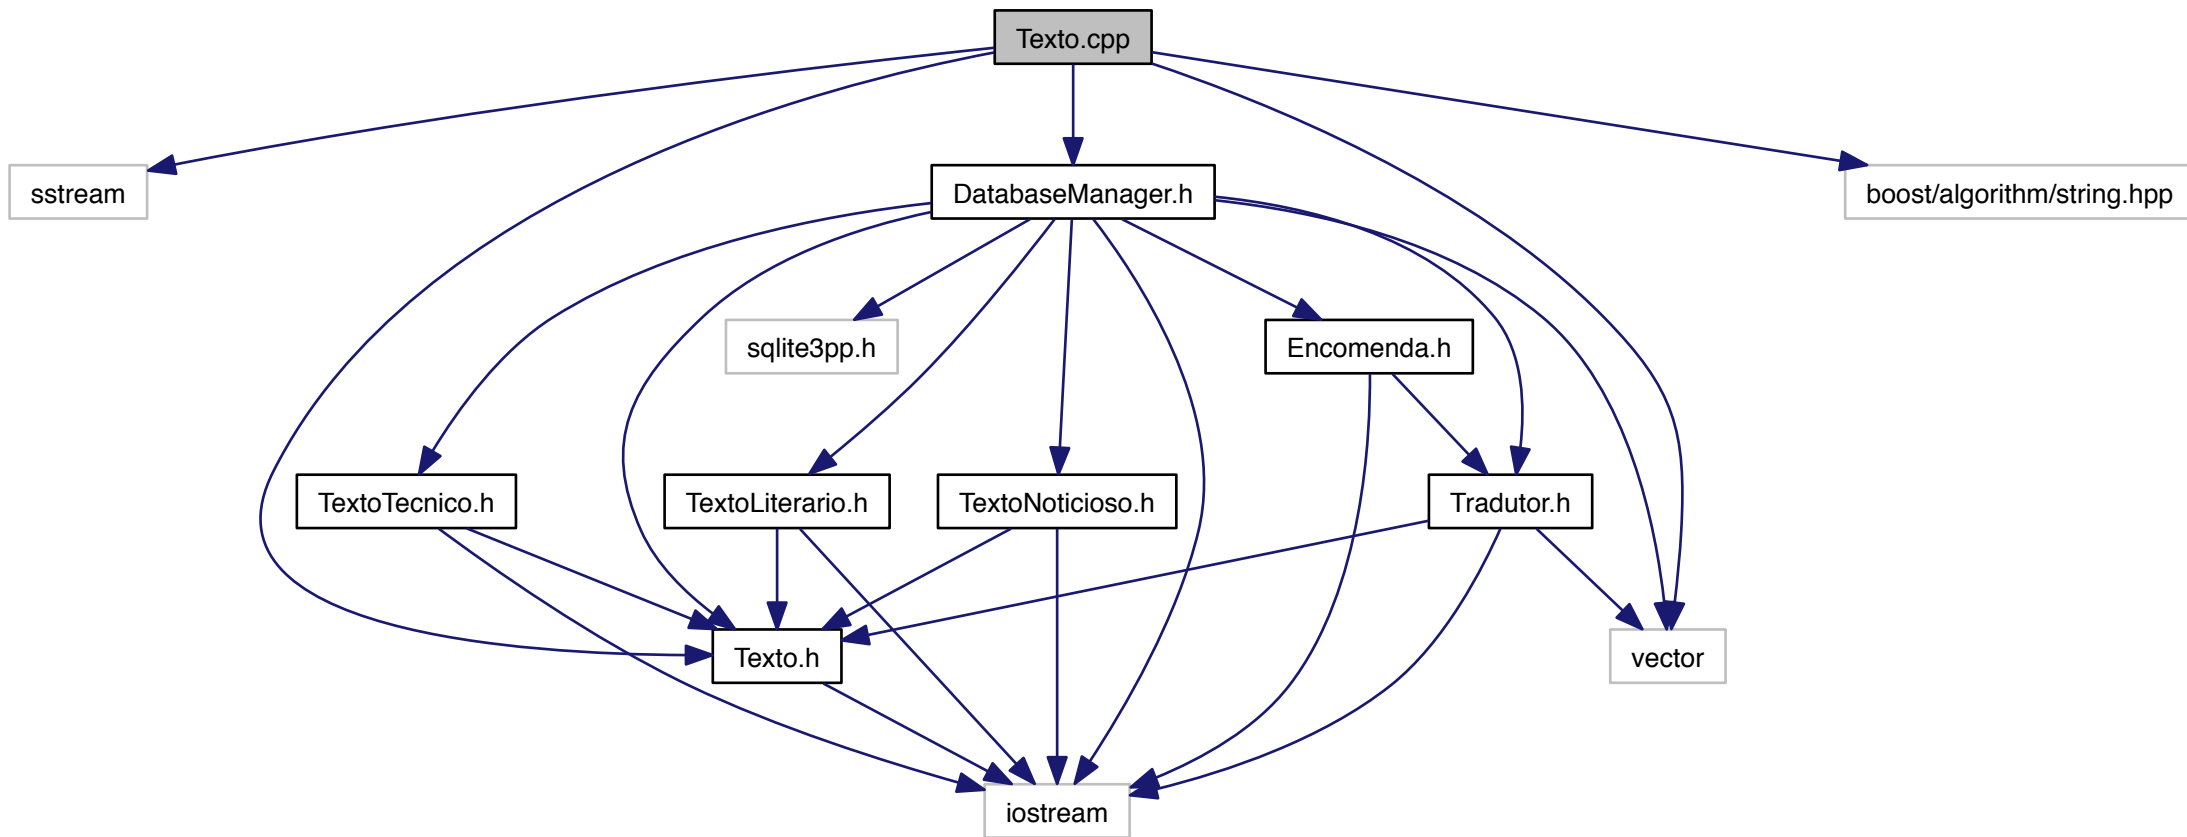 Texto.cpp
sstream
DatabaseManager.h
boost/algorithm/string.hpp
sqlite3pp.h
Encomenda.h
TextoTecnico.h
TextoLiterario.h
TextoNoticioso.h
Tradutor.h
Texto.h
vector
iostream